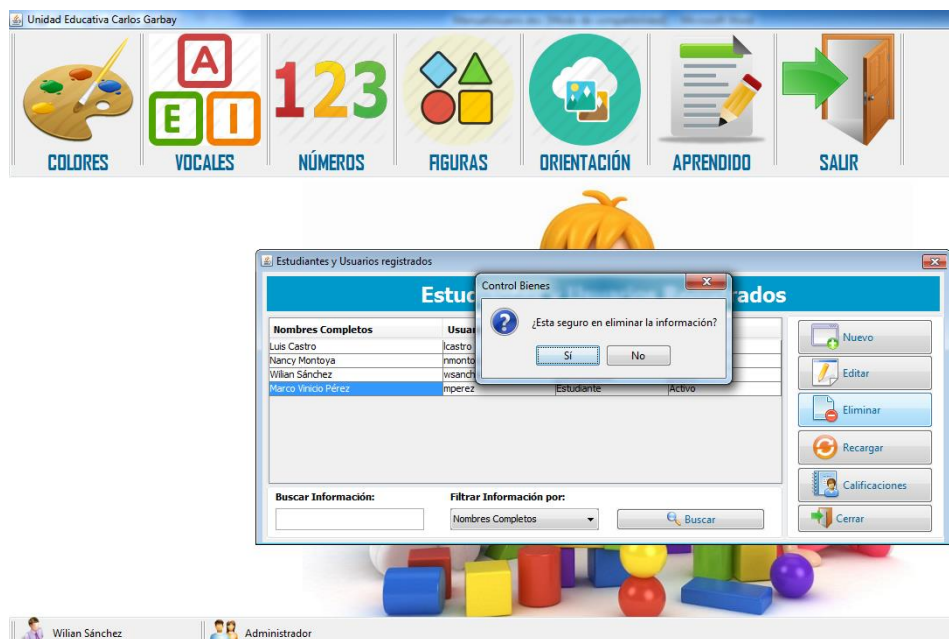 Unidad Educativa Carlos Garbay
A
E I
123
COLORES VOCALES NÚMEROS FIGURAS ORIENTACIÓN APRENDIDO SALIR
Estudiantes y Usuarios registrados
Control Bienes
¿Esta seguro en eliminar la información?
Sí No
Nombres Completos
Luis Castro lcastro
Nancy Montoya
Wilian Sánchez
Marco Vinicio Pérez mperez Estudiante Activo
Nuevo
Editar
Eliminar
Recargar
Calificaciones
Cerrar
Buscar Información: Filtrar Información por:
Nombres Completos Buscar
Wilian Sánchez Administrador